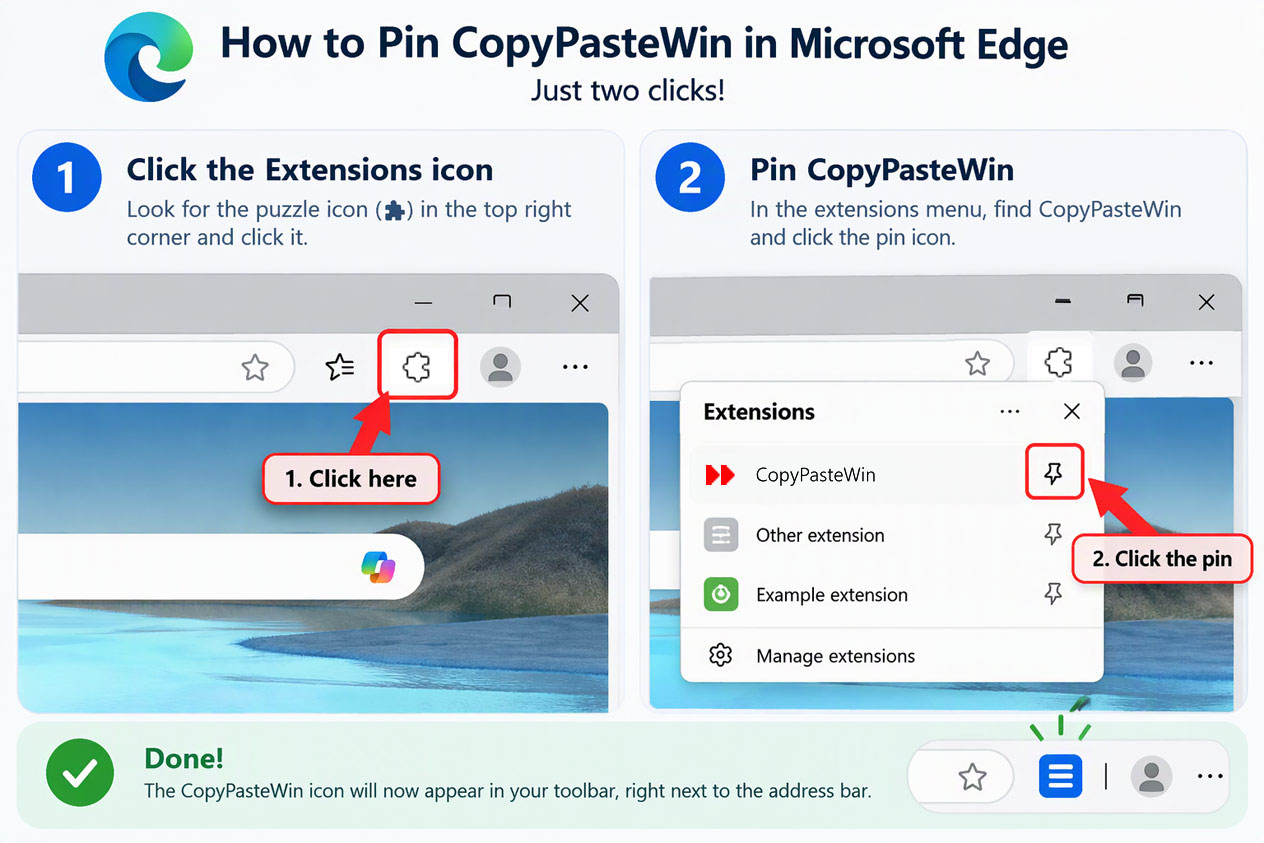 How to Pin CopyPasteWin in Microsoft Edge
Just two clicks!
1
Click the Extensions icon
Look for the puzzle icon () in the top right
corner and click it.
1. Click here
2
Pin CopyPasteWin
In the extensions menu, find CopyPasteWin
and click the pin icon.
Extensions
CopyPasteWin
Other extension
Example extension
Manage extensions
2. Click the pin
Done!
The CopyPasteWin icon will now appear in your toolbar, right next to the address bar.